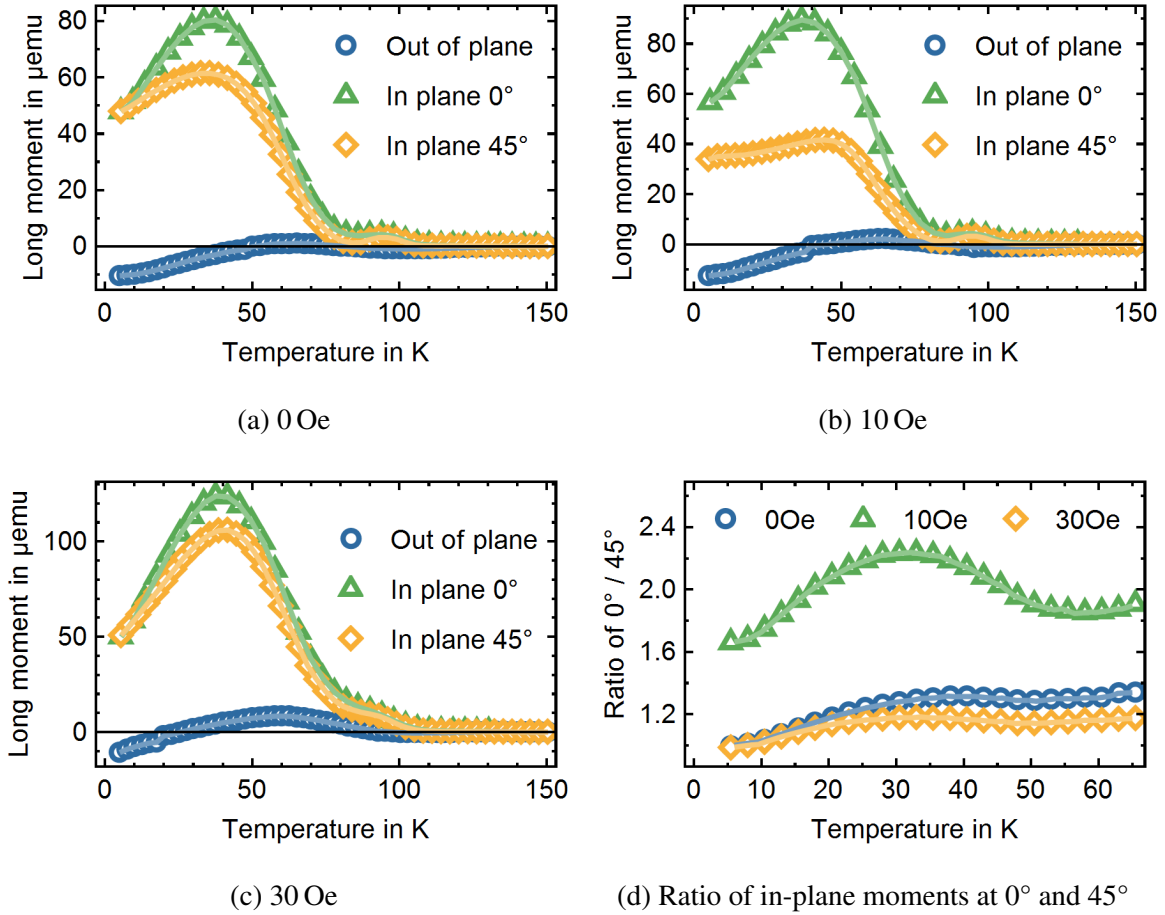 80
60
40
20
0
Long moment in µemu
Out of plane
In plane 0°
In plane 45°
0 50 100 150
Temperature in K
(a) 0 Oe
80
60
40
20
0
Long moment in µemu
Out of plane
In plane 0°
In plane 45°
0 50 100 150
Temperature in K
(b) 10 Oe
100
50
0
Long moment in µemu
Out of plane
In plane 0°
In plane 45°
0 50 100 150
Temperature in K
(c) 30 Oe
2.4
2.0
1.6
1.2
Ratio of 0° / 45°
0Oe 10Oe 30Oe
0 10 20 30 40 50 60
Temperature in K
(d) Ratio of in-plane moments at 0° and 45°